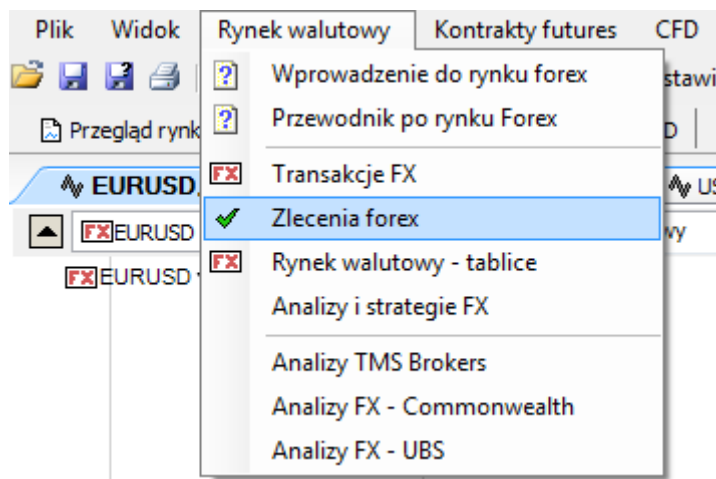 Plik Widok Rynek walutowy Kontrakty futures CFD
Wprowadzenie do rynku forex
Przegląd rynk
Przewodnik po rynku Forex
FX Transakcje FX
EURUSD
Zlecenia forex
FX EURUSD
FX Rynek walutowy - tablice
FX EURUSD
Analizy i strategie FX
Analizy TMS Brokers
Analizy FX - Commonwealth
Analizy FX - UBS